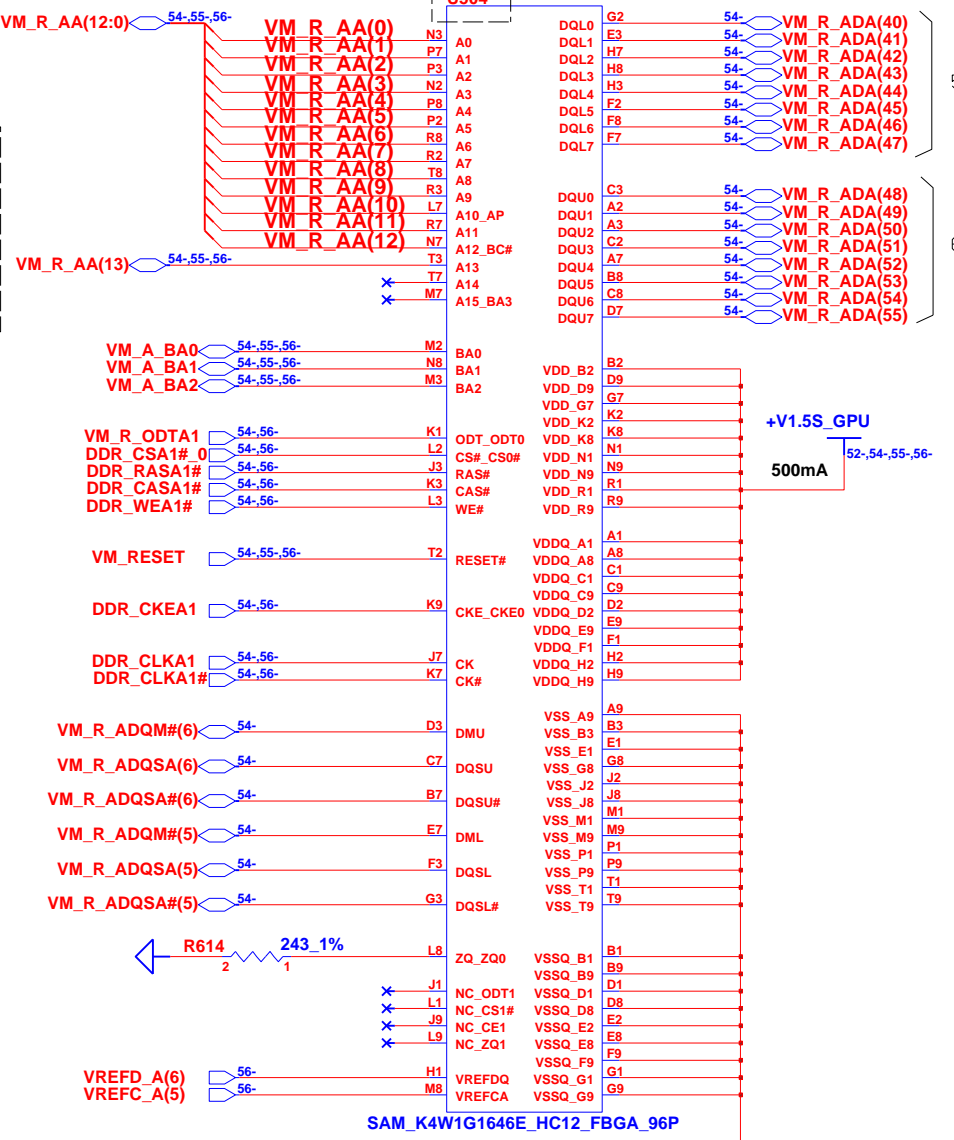 VM_R_AA(12:0) 54-,55-,56-
VM_R_AA(0) N3 A0
VM_R_AA(1) P7 A1
VM_R_AA(2) P3 A2
VM_R_AA(3) N2 A3
VM_R_AA(4) P8 A4
VM_R_AA(5) P2 A5
VM_R_AA(6) R8 A6
VM_R_AA(7) R2 A7
VM_R_AA(8) T8 A8
VM_R_AA(9) R3 A9
VM_R_AA(10) L7 A10_AP
VM_R_AA(11) R7 A11
VM_R_AA(12) N7 A12_BC#
VM_R_AA(13) 54-,55-,56- T3 A13
T7 A14
M7 A15_BA3
VM_A_BA0 54-,55-,56- M2 BA0
VM_A_BA1 54-,55-,56- N8 BA1
VM_A_BA2 54-,55-,56- M3 BA2
VM_R_ODTA1 54-,56- K1 ODT_ODT0
DDR_CSA1#_0 54-,56- L2 CS#_CS0#
DDR_RASA1# 54-,56- J3 RAS#
DDR_CASA1# 54-,56- K3 CAS#
DDR_WEA1# 54-,56- L3 WE#
VM_RESET 54-,55-,56- T2 RESET#
DDR_CKEA1 54-,56- K9 CKE_CKE0
DDR_CLKA1 54-,56- J7 CK
DDR_CLKA1# 54-,56- K7 CK#
VM_R_ADQM#(6) 54- D3 DMU
VM_R_ADQSA(6) 54- C7 DQSU
VM_R_ADQSA#(6) 54- B7 DQSU#
VM_R_ADQM#(5) 54- E7 DML
VM_R_ADQSA(5) 54- F3 DQSL
VM_R_ADQSA#(5) 54- G3 DQSL#
R614 243_1% L8 ZQ_ZQ0
2 1
J1 NC_ODT1
L1 NC_CS1#
J9 NC_CE1
L9 NC_ZQ1
VREFD_A(6) 56- H1 VREFDQ
VREFC_A(5) 56- M8 VREFCA
DQL0 G2 54- VM_R_ADA(40)
DQL1 E3 54- VM_R_ADA(41)
DQL2 H7 54- VM_R_ADA(42)
DQL3 H8 54- VM_R_ADA(43)
DQL4 H3 54- VM_R_ADA(44)
DQL5 F2 54- VM_R_ADA(45)
DQL6 F8 54- VM_R_ADA(46)
DQL7 F7 54- VM_R_ADA(47)
DQU0 C3 54- VM_R_ADA(48)
DQU1 A2 54- VM_R_ADA(49)
DQU2 A3 54- VM_R_ADA(50)
DQU3 C2 54- VM_R_ADA(51)
DQU4 A7 54- VM_R_ADA(52)
DQU5 B8 54- VM_R_ADA(53)
DQU6 C8 54- VM_R_ADA(54)
DQU7 D7 54- VM_R_ADA(55)
VDD_B2 B2
VDD_D9 D9
VDD_G7 G7
VDD_K2 K2
VDD_K8 K8
VDD_N1 N1
VDD_N9 N9
VDD_R1 R1
VDD_R9 R9
+V1.5S_GPU
52-,54-,55-,56-
500mA
VDDQ_A1 A1
VDDQ_A8 A8
VDDQ_C1 C1
VDDQ_C9 C9
VDDQ_D2 D2
VDDQ_E9 E9
VDDQ_F1 F1
VDDQ_H2 H2
VDDQ_H9 H9
VSS_A9 A9
VSS_B3 B3
VSS_E1 E1
VSS_G8 G8
VSS_J2 J2
VSS_J8 J8
VSS_M1 M1
VSS_M9 M9
VSS_P1 P1
VSS_P9 P9
VSS_T1 T1
VSS_T9 T9
VSSQ_B1 B1
VSSQ_B9 B9
VSSQ_D1 D1
VSSQ_D8 D8
VSSQ_E2 E2
VSSQ_E8 E8
VSSQ_F9 F9
VSSQ_G1 G1
VSSQ_G9 G9
SAM_K4W1G1646E_HC12_FBGA_96P